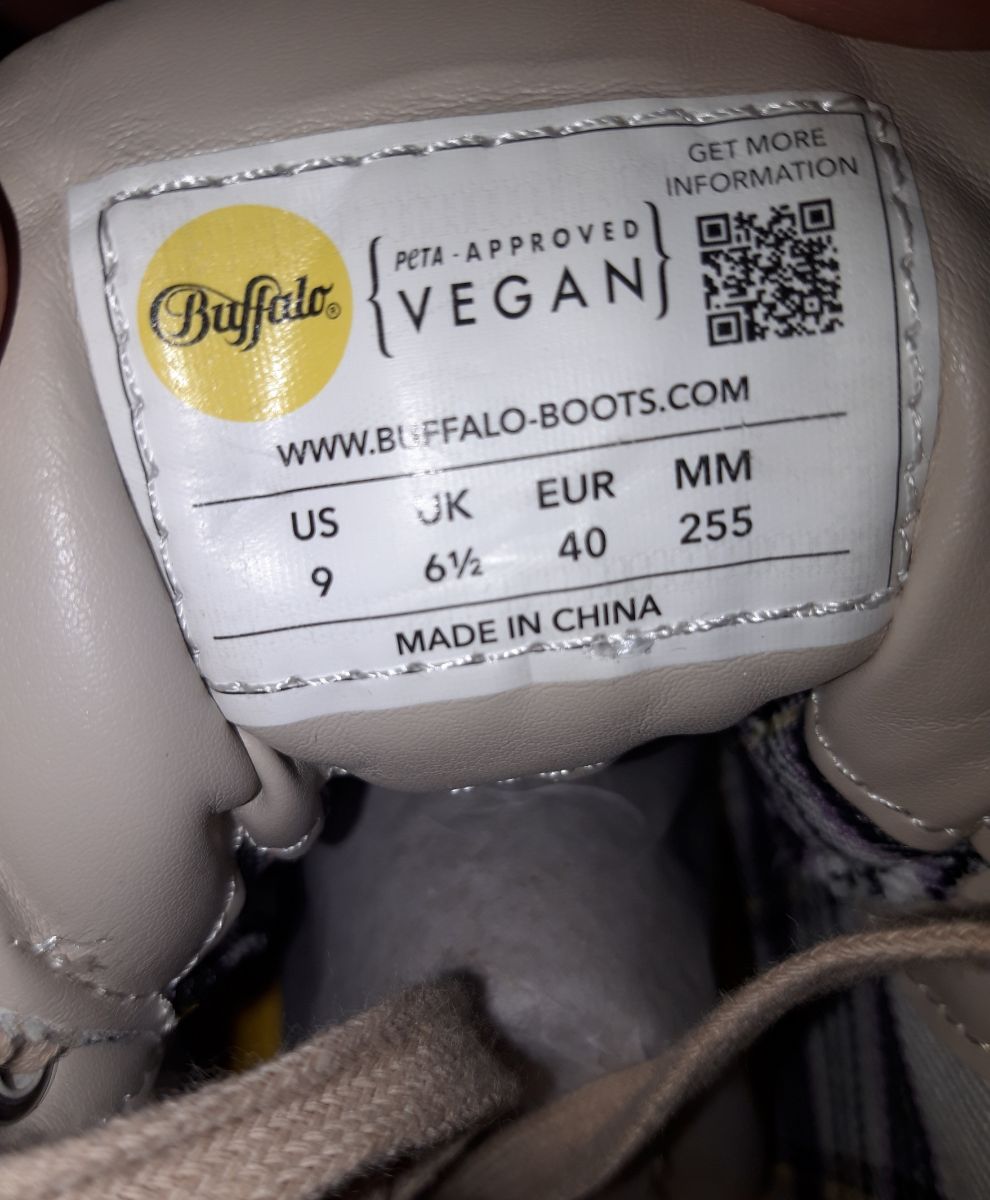 GET MORE
INFORMATION
Buffalo®
PETA - APPROVED
VEGAN
WWW.BUFFALO-BOOTS.COM
US UK EUR MM
9 6½ 40 255
MADE IN CHINA